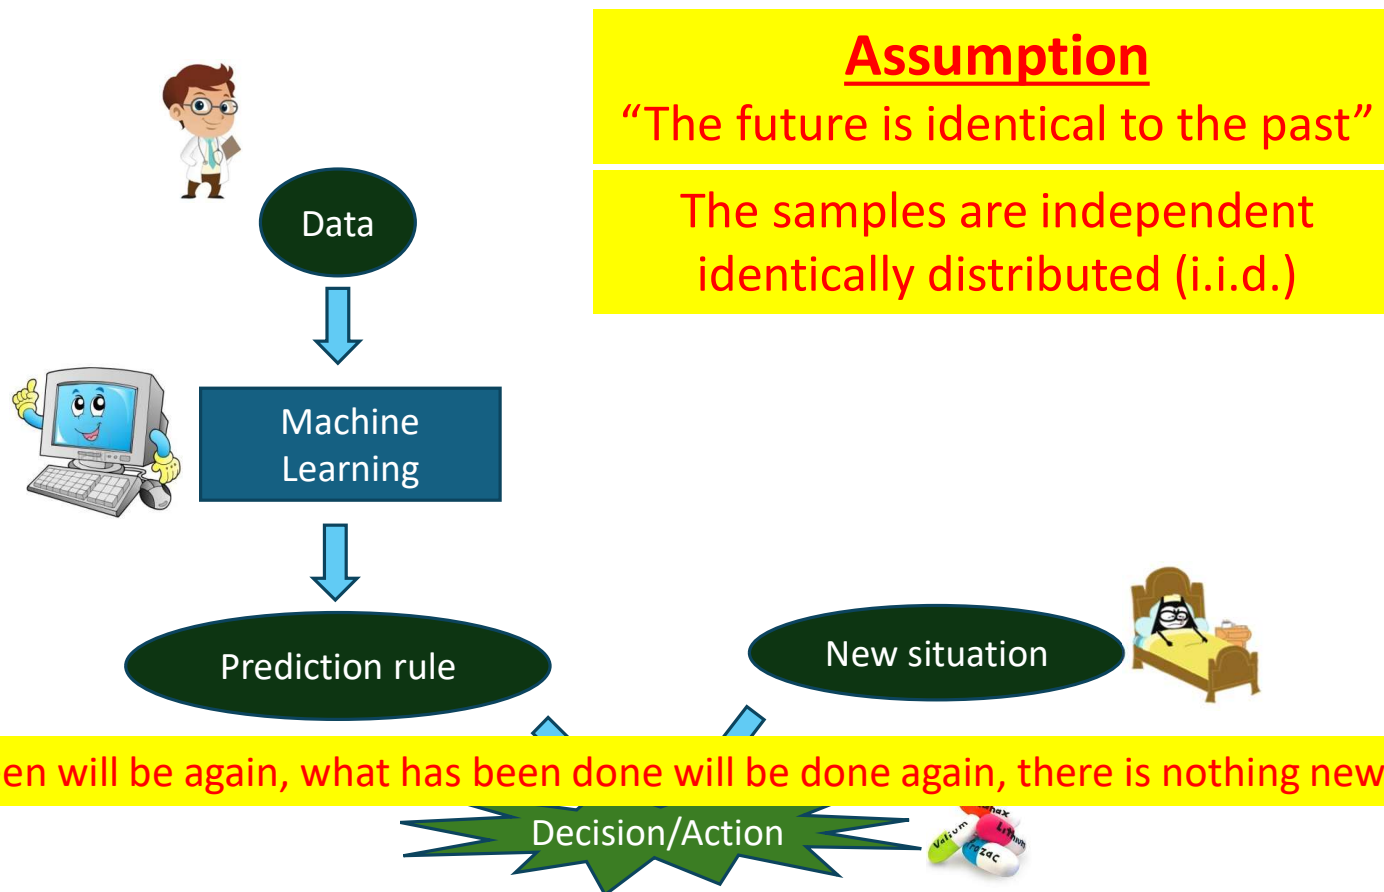 Assumption
“The future is identical to the past”
The samples are independent
identically distributed (i.i.d.)
Data
Machine
Learning
Prediction rule
New situation
en will be again, what has been done will be done again, there is nothing new
Decision/Action
Valium
Lithium